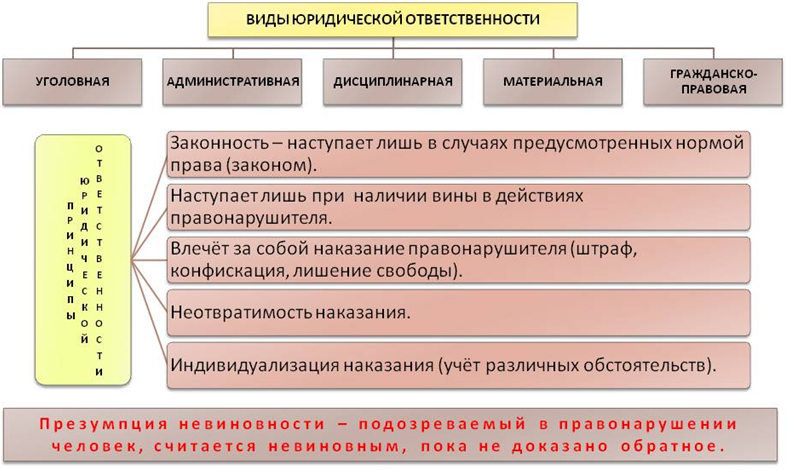 ВИДЫ ЮРИДИЧЕСКОЙ ОТВЕТСТВЕННОСТИ
УГОЛОВНАЯ
АДМИНИСТРАТИВНАЯ
ДИСЦИПЛИНАРНАЯ
МАТЕРИАЛЬНАЯ
ГРАЖДАНСКО-
ПРАВОВАЯ
ПРИНЦИПЫ
ЮРИДИЧЕСКОЙ
ОТВЕТСТВЕННОСТИ
Законность – наступает лишь в случаях предусмотренных нормой
права (законом).
Наступает лишь при наличии вины в действиях
правонарушителя.
Влечёт за собой наказание правонарушителя (штраф,
конфискация, лишение свободы).
Неотвратимость наказания.
Индивидуализация наказания (учёт различных обстоятельств).
Презумпция невиновности – подозреваемый в правонарушении
человек, считается невиновным, пока не доказано обратное.